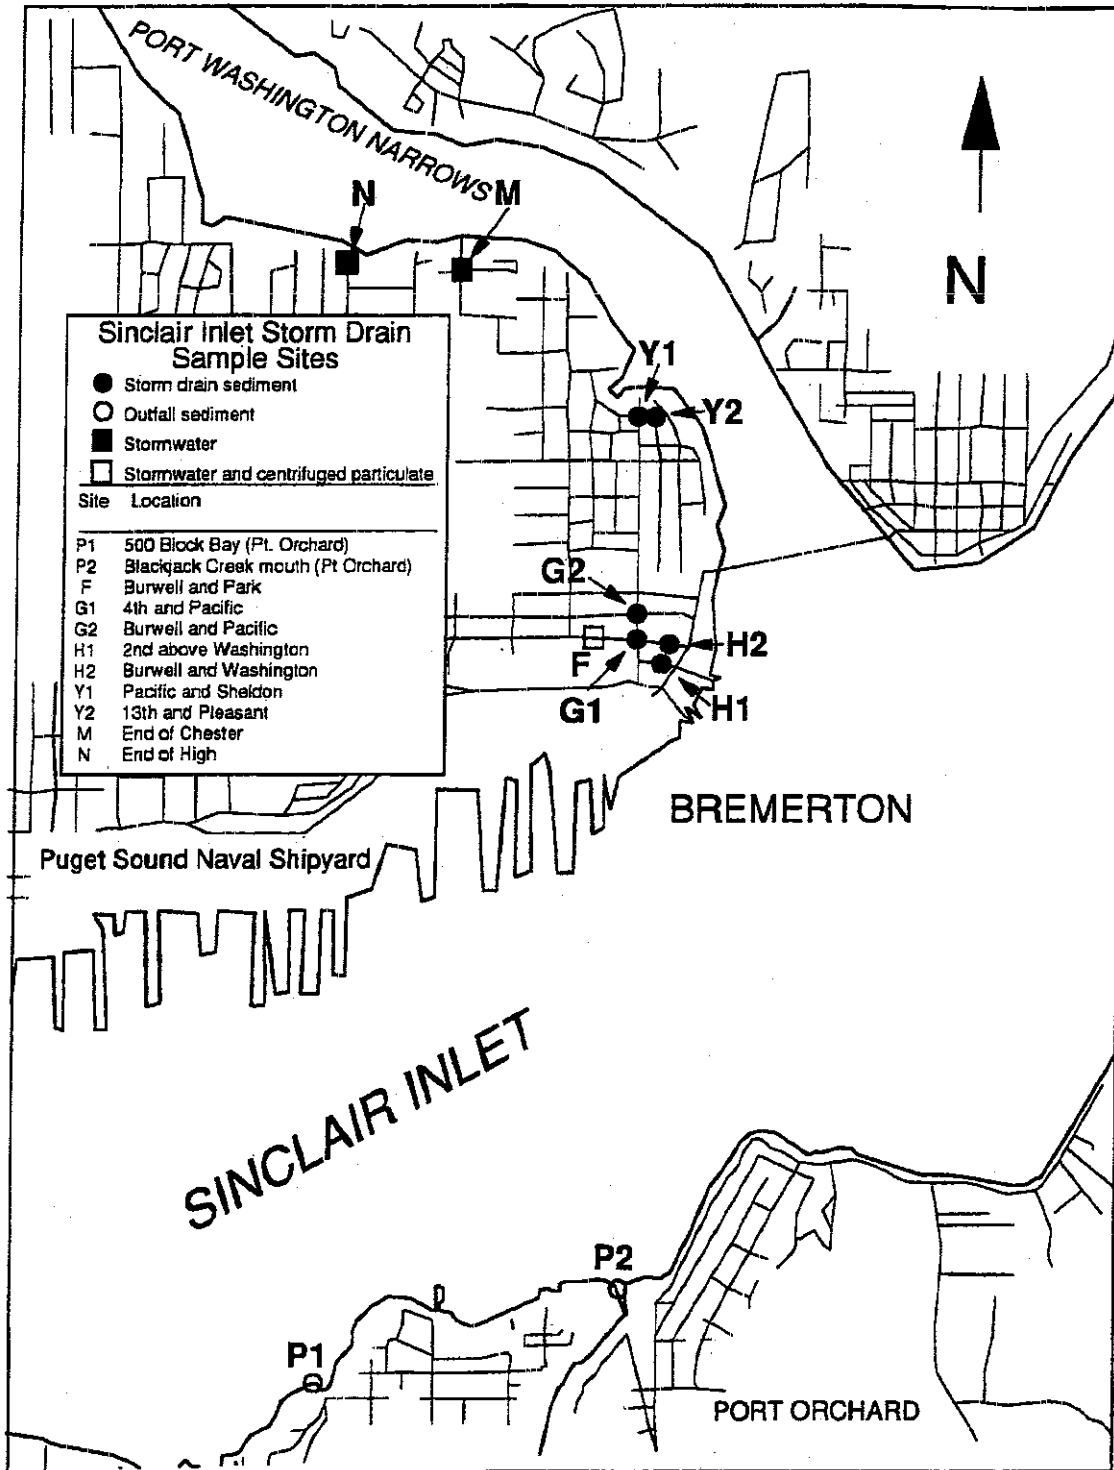 PORT WASHINGTON NARROWS
N
M
N
Sinclair Inlet Storm Drain
Sample Sites
Storm drain sediment
Outfall sediment
Stormwater
Stormwater and centrifuged particulate
Site Location
P1 500 Block Bay (Pt. Orchard)
P2 Blackjack Creek mouth (Pt Orchard)
F Burwell and Park
G1 4th and Pacific
G2 Burwell and Pacific
H1 2nd above Washington
H2 Burwell and Washington
Y1 Pacific and Sheldon
Y2 13th and Pleasant
M End of Chester
N End of High
Y1
Y2
G2
H2
F
G1
H1
BREMERTON
Puget Sound Naval Shipyard
SINCLAIR INLET
P2
P1
PORT ORCHARD